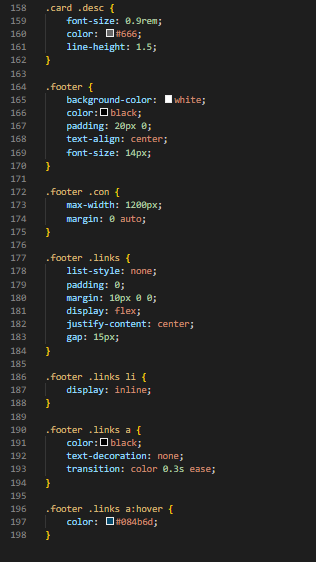 158 .card .desc {
159     font-size: 0.9rem;
160     color: #666;
161     line-height: 1.5;
162 }
163
164 .footer {
165     background-color: white;
166     color:black;
167     padding: 20px 0;
168     text-align: center;
169     font-size: 14px;
170 }
171
172 .footer .con {
173     max-width: 1200px;
174     margin: 0 auto;
175 }
176
177 .footer .links {
178     list-style: none;
179     padding: 0;
180     margin: 10px 0 0;
181     display: flex;
182     justify-content: center;
183     gap: 15px;
184 }
185
186 .footer .links li {
187     display: inline;
188 }
189
190 .footer .links a {
191     color:black;
192     text-decoration: none;
193     transition: color 0.3s ease;
194 }
195
196 .footer .links a:hover {
197     color: #084b6d;
198 }